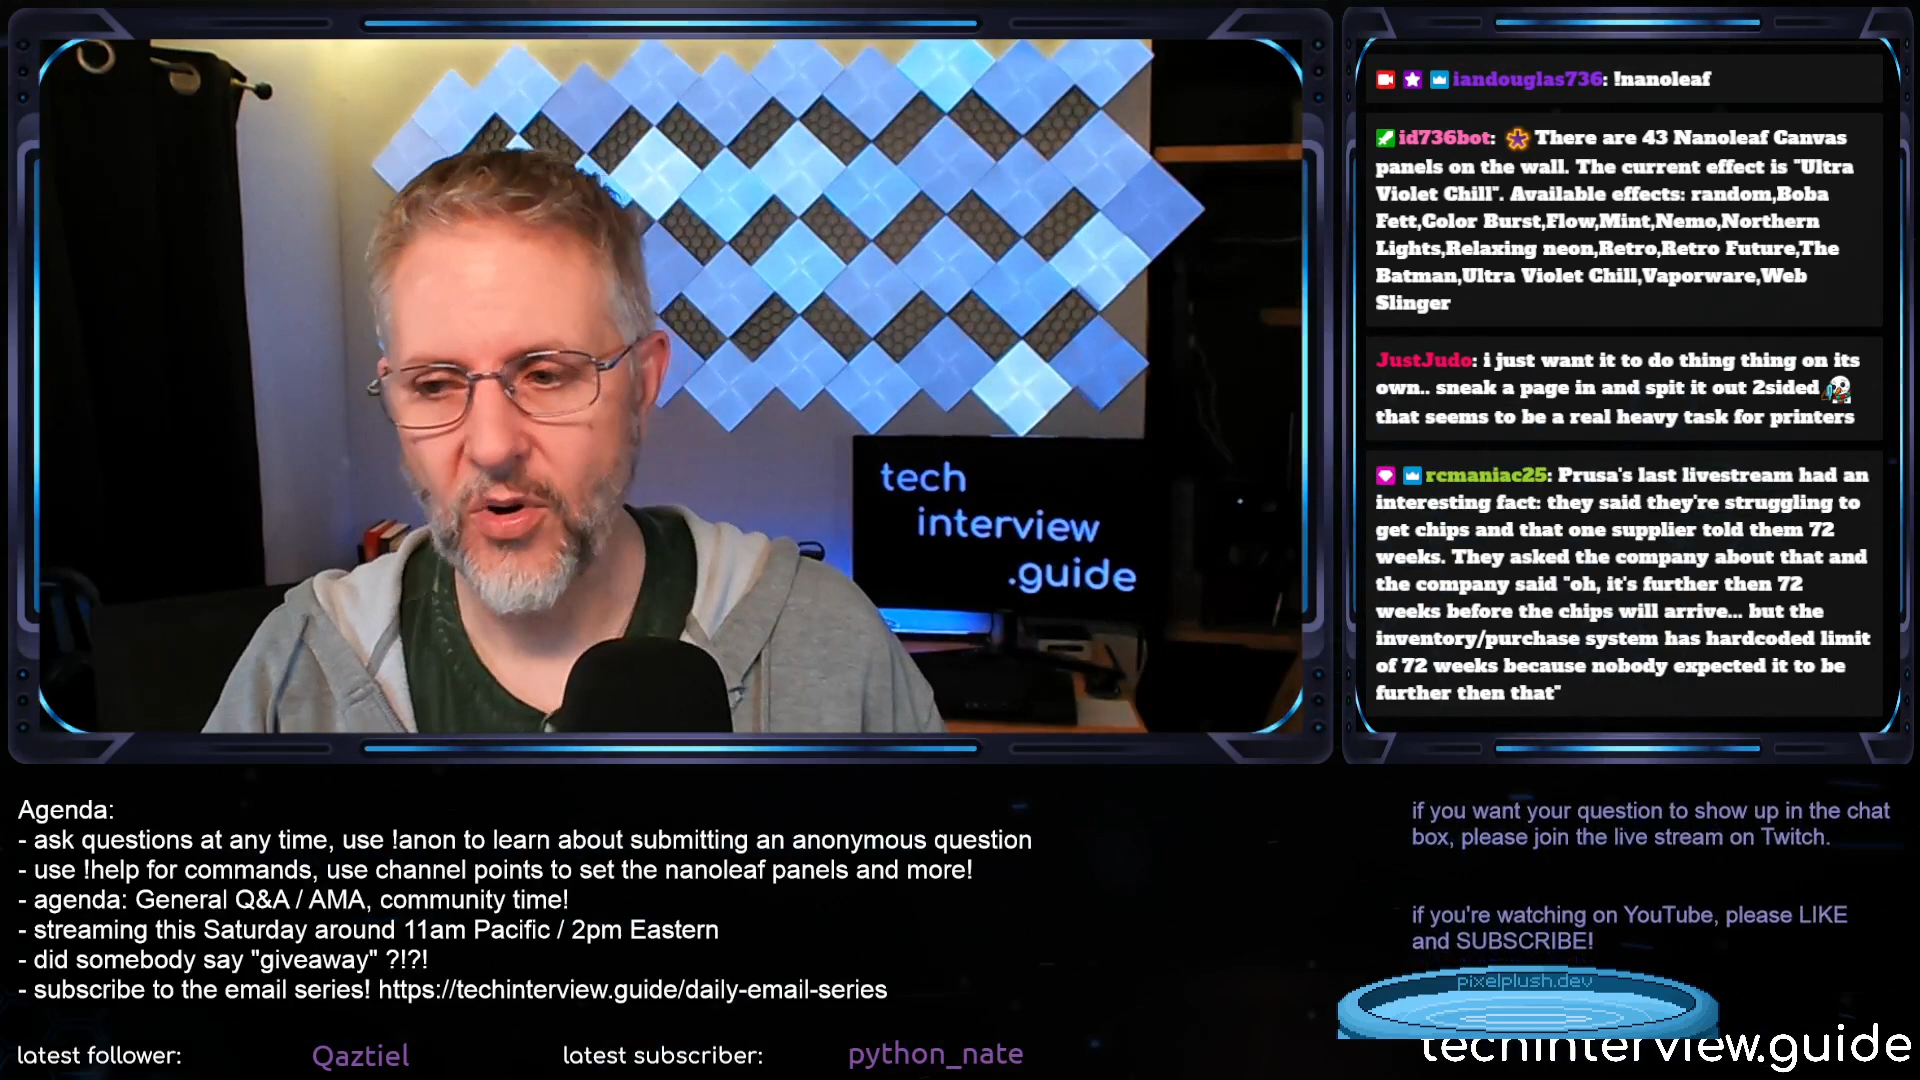 tech
interview
.guide
iandouglas736: !nanoleaf
id736bot: There are 43 Nanoleaf Canvas
panels on the wall. The current effect is "Ultra
Violet Chill". Available effects: random,Boba
Fett,Color Burst,Flow,Mint,Nemo,Northern
Lights,Relaxing neon,Retro,Retro Future,The
Batman,Ultra Violet Chill,Vaporware,Web
Slinger
JustJudo: i just want it to do thing thing on its
own.. sneak a page in and spit it out 2sided
that seems to be a real heavy task for printers
rcmaniac25: Prusa's last livestream had an
interesting fact: they said they're struggling to
get chips and that one supplier told them 72
weeks. They asked the company about that and
the company said "oh, it's further then 72
weeks before the chips will arrive... but the
inventory/purchase system has hardcoded limit
of 72 weeks because nobody expected it to be
further then that"
Agenda:
- ask questions at any time, use !anon to learn about submitting an anonymous question
- use !help for commands, use channel points to set the nanoleaf panels and more!
- agenda: General Q&A / AMA, community time!
- streaming this Saturday around 11am Pacific / 2pm Eastern
- did somebody say "giveaway" ?!?!
- subscribe to the email series! https://techinterview.guide/daily-email-series
latest follower: Qaztiel latest subscriber: python_nate
if you want your question to show up in the chat
box, please join the live stream on Twitch.
if you're watching on YouTube, please LIKE
and SUBSCRIBE!
pixelplush.dev
techinterview.guide